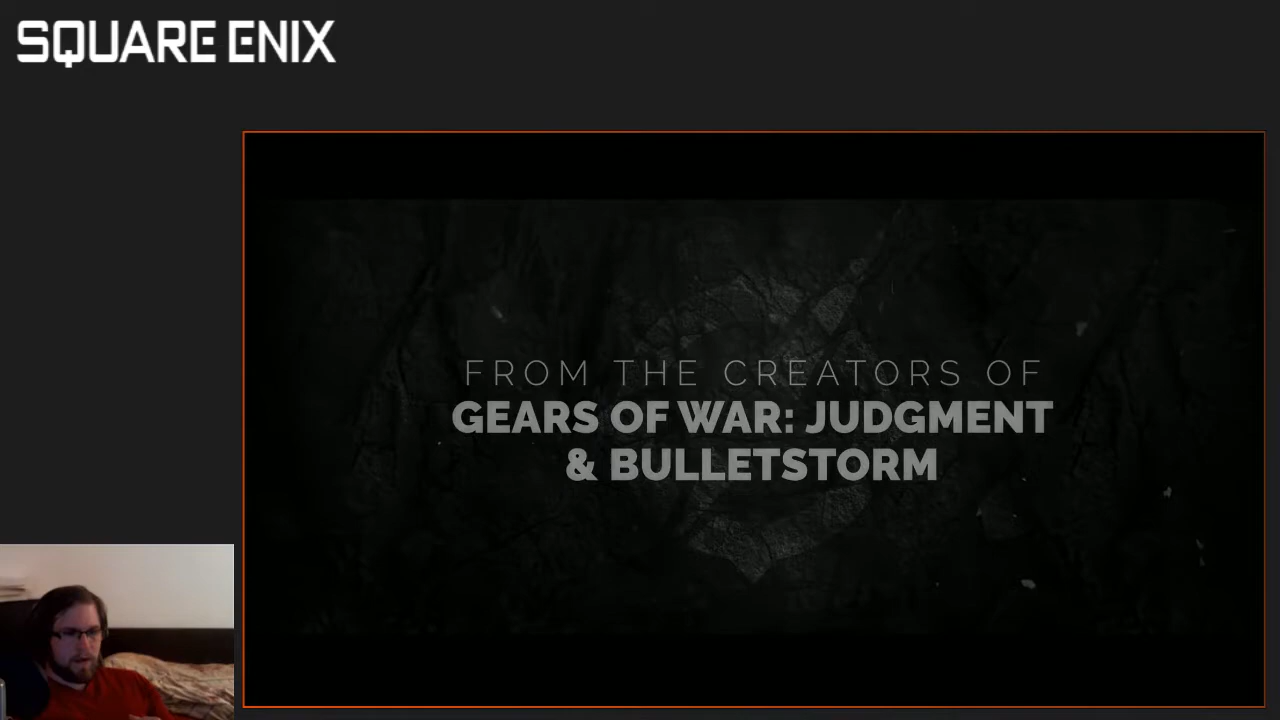 SQUARE ENIX
FROM THE CREATORS OF
GEARS OF WAR: JUDGMENT
& BULLETSTORM